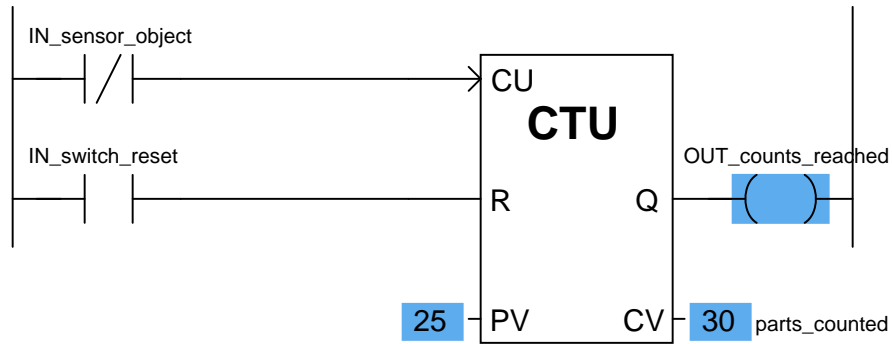 IN_sensor_object
CU
CTU
IN_switch_reset
OUT_counts_reached
R
Q
25
PV
CV
30
parts_counted